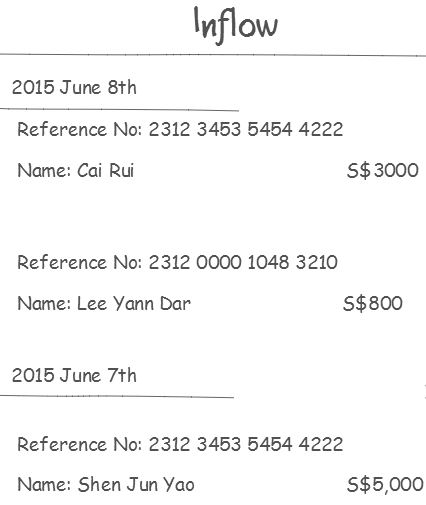 Inflow
2015 June 8th
Reference No: 2312 3453 5454 4222
Name: Cai Rui S$3000
Reference No: 2312 0000 1048 3210
Name: Lee Yann Dar S$800
2015 June 7th
Reference No: 2312 3453 5454 4222
Name: Shen Jun Yao S$5,000